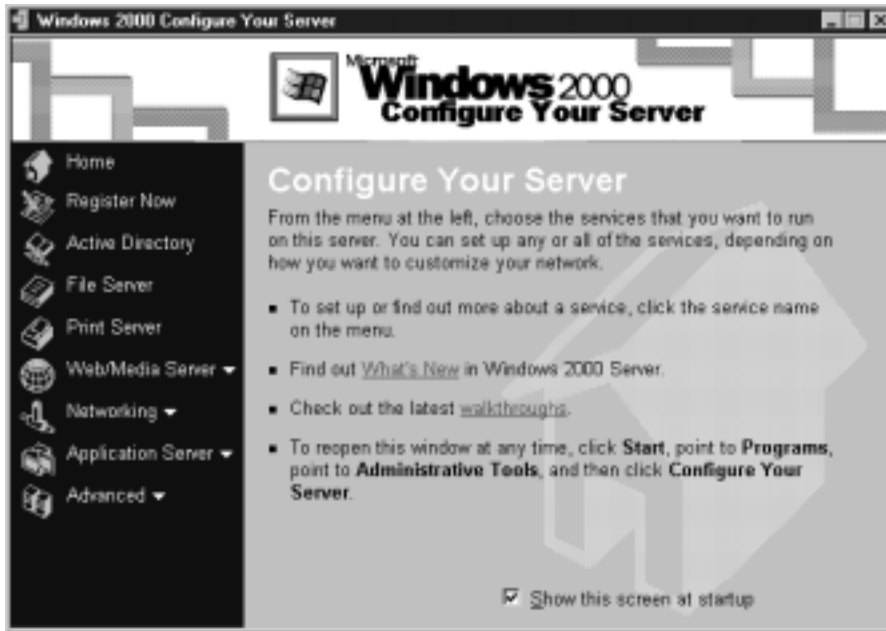 Windows 2000 Configure Your Server
Microsoft
Windows 2000
Configure Your Server
Home
Register Now
Active Directory
File Server
Print Server
Web/Media Server
Networking
Application Server
Advanced
Configure Your Server
From the menu at the left, choose the services that you want to run
on this server. You can set up any or all of the services, depending on
how you want to customize your network.
To set up or find out more about a service, click the service name
on the menu.
Find out What's New in Windows 2000 Server.
Check out the latest walkthroughs.
To reopen this window at any time, click Start, point to Programs,
point to Administrative Tools, and then click Configure Your
Server.
Show this screen at startup